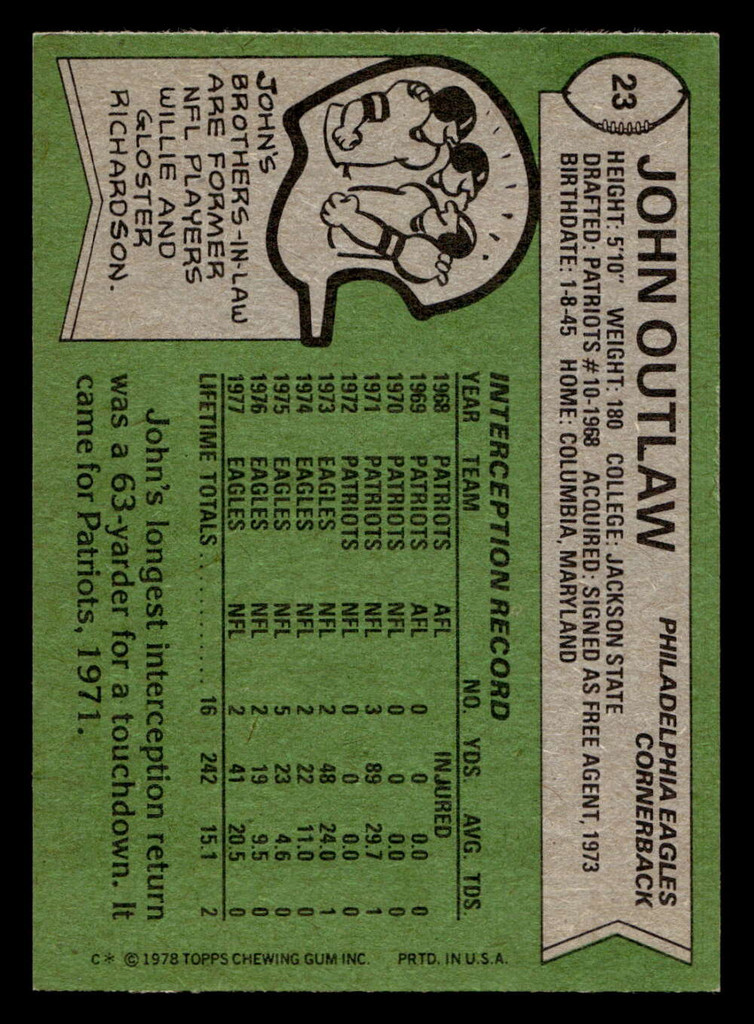 23
JOHN OUTLAW
PHILADELPHIA EAGLES
CORNERBACK
HEIGHT: 5'10" WEIGHT: 180 COLLEGE: JACKSON STATE
DRAFTED: PATRIOTS #10-1968 ACQUIRED: SIGNED AS FREE AGENT, 1973
BIRTHDATE: 1-8-45 HOME: COLUMBIA, MARYLAND
JOHN'S
BROTHERS-IN-LAW
ARE FORMER
NFL PLAYERS
WILLIE AND
GLOSTER
RICHARDSON.
INTERCEPTION RECORD
YEAR TEAM NO. YDS. AVG. TDS.
1968 PATRIOTS AFL INJURED
1969 PATRIOTS AFL 0 0 0.0 0
1970 PATRIOTS NFL 0 0 0.0 0
1971 PATRIOTS NFL 3 89 29.7 1
1972 PATRIOTS NFL 0 0 0.0 0
1973 EAGLES NFL 2 48 24.0 1
1974 EAGLES NFL 2 22 11.0 0
1975 EAGLES NFL 5 23 4.6 0
1976 EAGLES NFL 2 19 9.5 0
1977 EAGLES NFL 2 41 20.5 0
LIFETIME TOTALS .......... 16 242 15.1 2
John's longest interception return
was a 63-yarder for a touchdown. It
came for Patriots, 1971.
C* © 1978 TOPPS CHEWING GUM INC. PRTD. IN U.S.A.